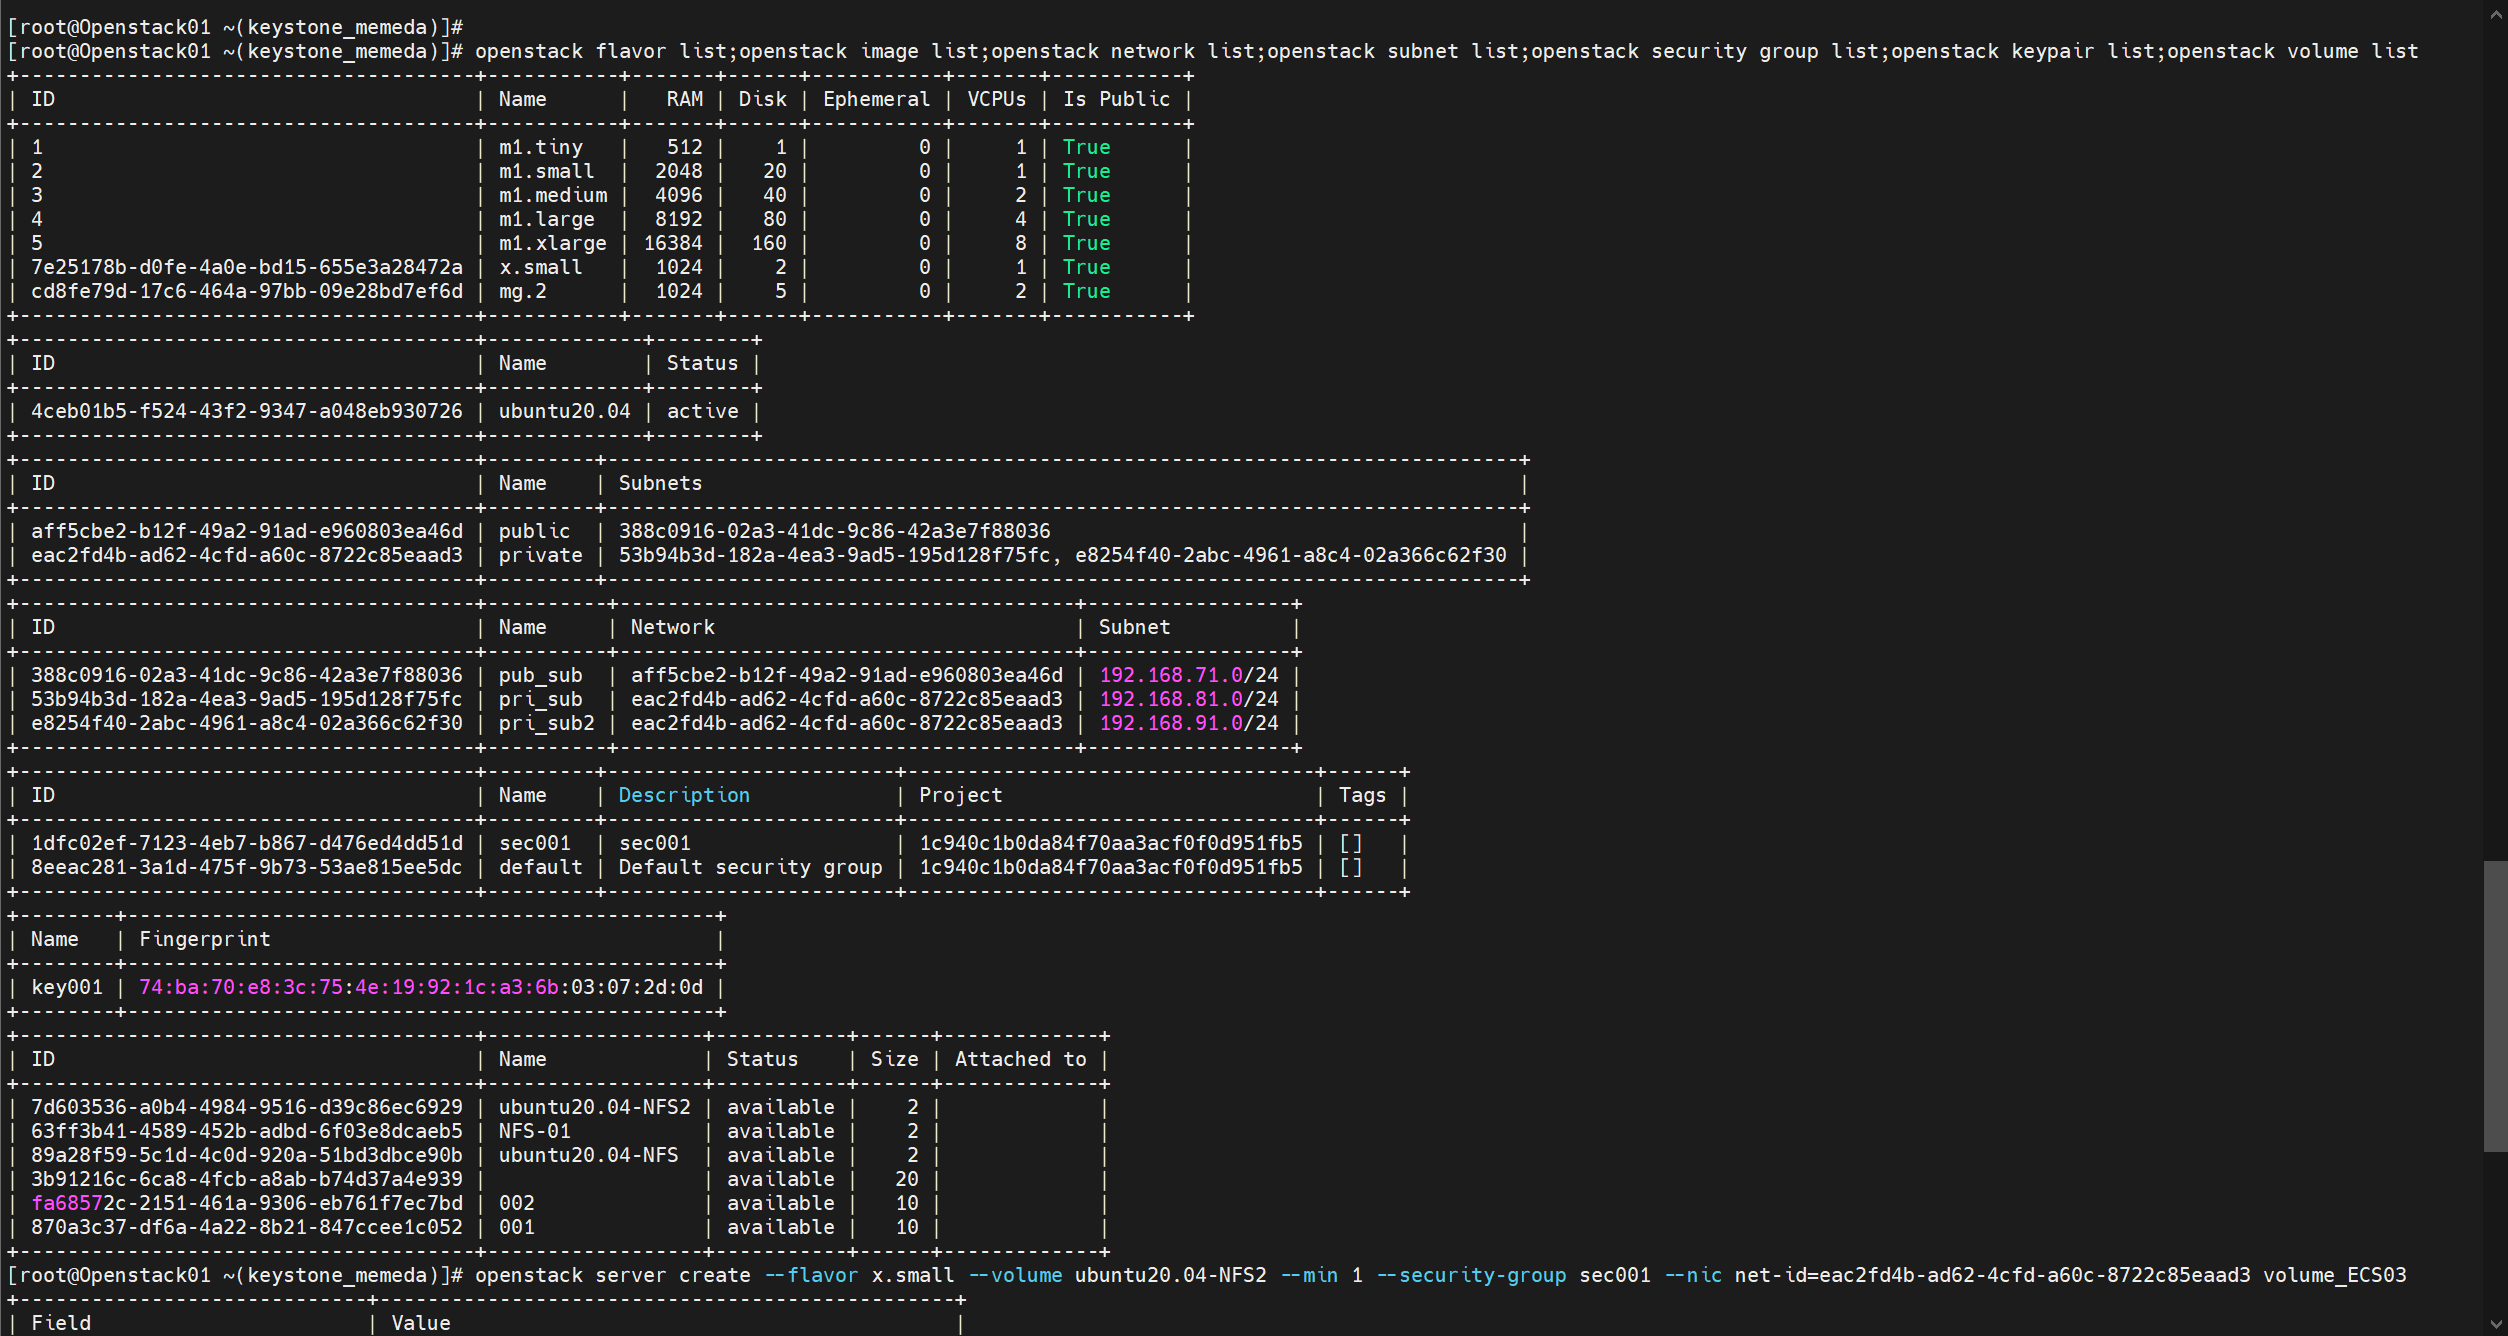 [root@Openstack01 ~(keystone_memeda)]#
[root@Openstack01 ~(keystone_memeda)]# openstack flavor list;openstack image list;openstack network list;openstack subnet list;openstack security group list;openstack keypair list;openstack volume list
+--------------------------------------+-----------+-------+------+-----------+-------+-----------+
| ID                                   | Name      |   RAM | Disk | Ephemeral | VCPUs | Is Public |
+--------------------------------------+-----------+-------+------+-----------+-------+-----------+
| 1                                    | m1.tiny   |   512 |    1 |         0 |     1 | True      |
| 2                                    | m1.small  |  2048 |   20 |         0 |     1 | True      |
| 3                                    | m1.medium |  4096 |   40 |         0 |     2 | True      |
| 4                                    | m1.large  |  8192 |   80 |         0 |     4 | True      |
| 5                                    | m1.xlarge | 16384 |  160 |         0 |     8 | True      |
| 7e25178b-d0fe-4a0e-bd15-655e3a28472a | x.small   |  1024 |    2 |         0 |     1 | True      |
| cd8fe79d-17c6-464a-97bb-09e28bd7ef6d | mg.2      |  1024 |    5 |         0 |     2 | True      |
+--------------------------------------+-----------+-------+------+-----------+-------+-----------+
+--------------------------------------+-------------+--------+
| ID                                   | Name        | Status |
+--------------------------------------+-------------+--------+
| 4ceb01b5-f524-43f2-9347-a048eb930726 | ubuntu20.04 | active |
+--------------------------------------+-------------+--------+
+--------------------------------------+---------+----------------------------------------------------------------------------+
| ID                                   | Name    | Subnets                                                                    |
+--------------------------------------+---------+----------------------------------------------------------------------------+
| aff5cbe2-b12f-49a2-91ad-e960803ea46d | public  | 388c0916-02a3-41dc-9c86-42a3e7f88036                                       |
| eac2fd4b-ad62-4cfd-a60c-8722c85eaad3 | private | 53b94b3d-182a-4ea3-9ad5-195d128f75fc, e8254f40-2abc-4961-a8c4-02a366c62f30 |
+--------------------------------------+---------+----------------------------------------------------------------------------+
+--------------------------------------+----------+--------------------------------------+-----------------+
| ID                                   | Name     | Network                              | Subnet          |
+--------------------------------------+----------+--------------------------------------+-----------------+
| 388c0916-02a3-41dc-9c86-42a3e7f88036 | pub_sub  | aff5cbe2-b12f-49a2-91ad-e960803ea46d | 192.168.71.0/24 |
| 53b94b3d-182a-4ea3-9ad5-195d128f75fc | pri_sub  | eac2fd4b-ad62-4cfd-a60c-8722c85eaad3 | 192.168.81.0/24 |
| e8254f40-2abc-4961-a8c4-02a366c62f30 | pri_sub2 | eac2fd4b-ad62-4cfd-a60c-8722c85eaad3 | 192.168.91.0/24 |
+--------------------------------------+----------+--------------------------------------+-----------------+
+--------------------------------------+---------+------------------------+----------------------------------+------+
| ID                                   | Name    | Description            | Project                          | Tags |
+--------------------------------------+---------+------------------------+----------------------------------+------+
| 1dfc02ef-7123-4eb7-b867-d476ed4dd51d | sec001  | sec001                 | 1c940c1b0da84f70aa3acf0f0d951fb5 | []   |
| 8eeac281-3a1d-475f-9b73-53ae815ee5dc | default | Default security group | 1c940c1b0da84f70aa3acf0f0d951fb5 | []   |
+--------------------------------------+---------+------------------------+----------------------------------+------+
+--------+-------------------------------------------------+
| Name   | Fingerprint                                     |
+--------+-------------------------------------------------+
| key001 | 74:ba:70:e8:3c:75:4e:19:92:1c:a3:6b:03:07:2d:0d |
+--------+-------------------------------------------------+
+--------------------------------------+------------------+-----------+------+-------------+
| ID                                   | Name             | Status    | Size | Attached to |
+--------------------------------------+------------------+-----------+------+-------------+
| 7d603536-a0b4-4984-9516-d39c86ec6929 | ubuntu20.04-NFS2 | available |    2 |             |
| 63ff3b41-4589-452b-adbd-6f03e8dcaeb5 | NFS-01           | available |    2 |             |
| 89a28f59-5c1d-4c0d-920a-51bd3dbce90b | ubuntu20.04-NFS  | available |    2 |             |
| 3b91216c-6ca8-4fcb-a8ab-b74d37a4e939 |                  | available |   20 |             |
| fa68572c-2151-461a-9306-eb761f7ec7bd | 002              | available |   10 |             |
| 870a3c37-df6a-4a22-8b21-847ccee1c052 | 001              | available |   10 |             |
+--------------------------------------+------------------+-----------+------+-------------+
[root@Openstack01 ~(keystone_memeda)]# openstack server create --flavor x.small --volume ubuntu20.04-NFS2 --min 1 --security-group sec001 --nic net-id=eac2fd4b-ad62-4cfd-a60c-8722c85eaad3 volume_ECS03
+-----------------------------+------------------------------------------------+
| Field                       | Value                                          |